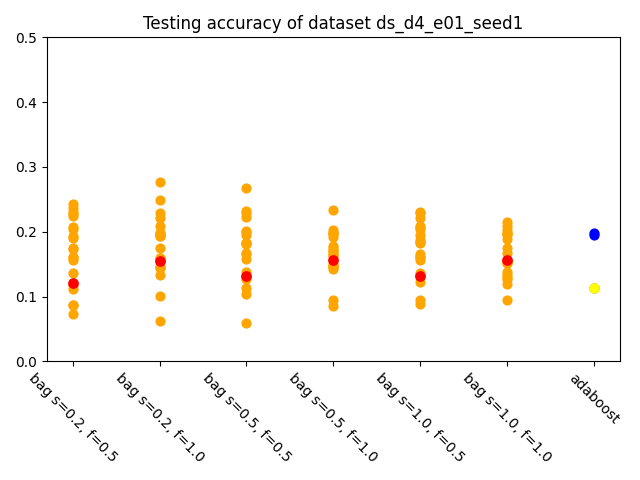 Testing accuracy of dataset ds_d4_e01_seed1
0.5
0.4
0.3
0.2
0.1
0.0
bag s=0.2, f=0.5
bag s=0.2, f=1.0
bag s=0.5, f=0.5
bag s=0.5, f=1.0
bag s=1.0, f=0.5
bag s=1.0, f=1.0
adaboost